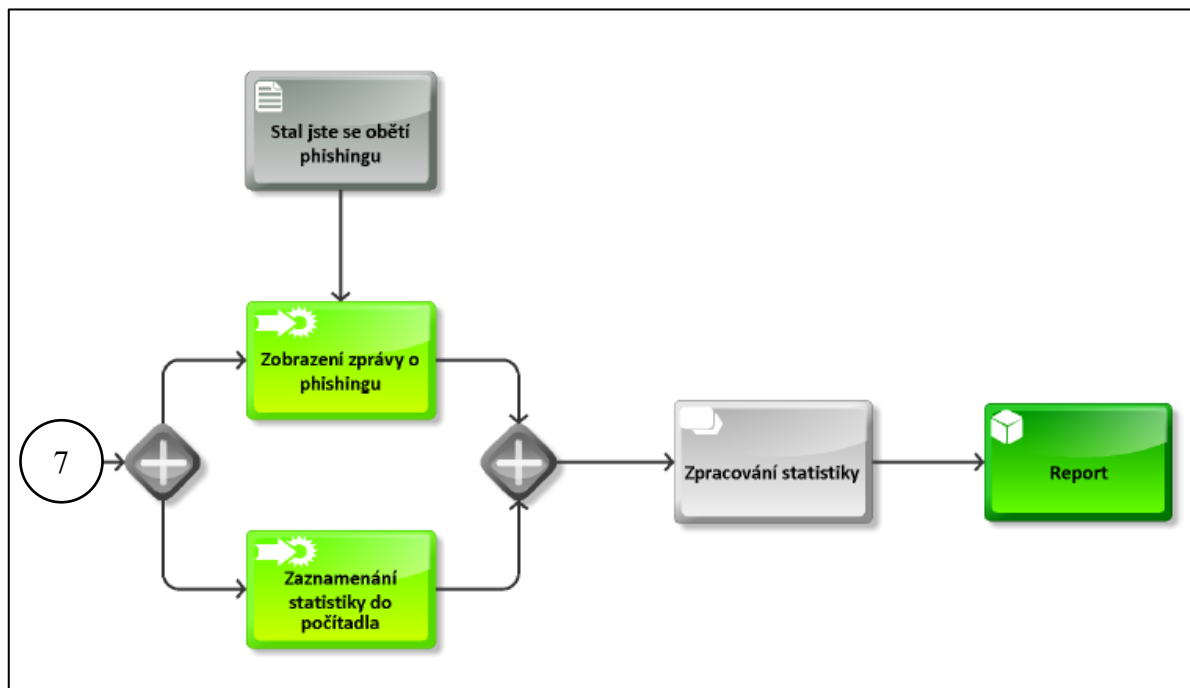 Stal jste se obětí
phishingu
Zobrazení zprávy o
phishingu
7
Zpracování statistiky
Report
Zaznamenání
statistiky do
počítadla